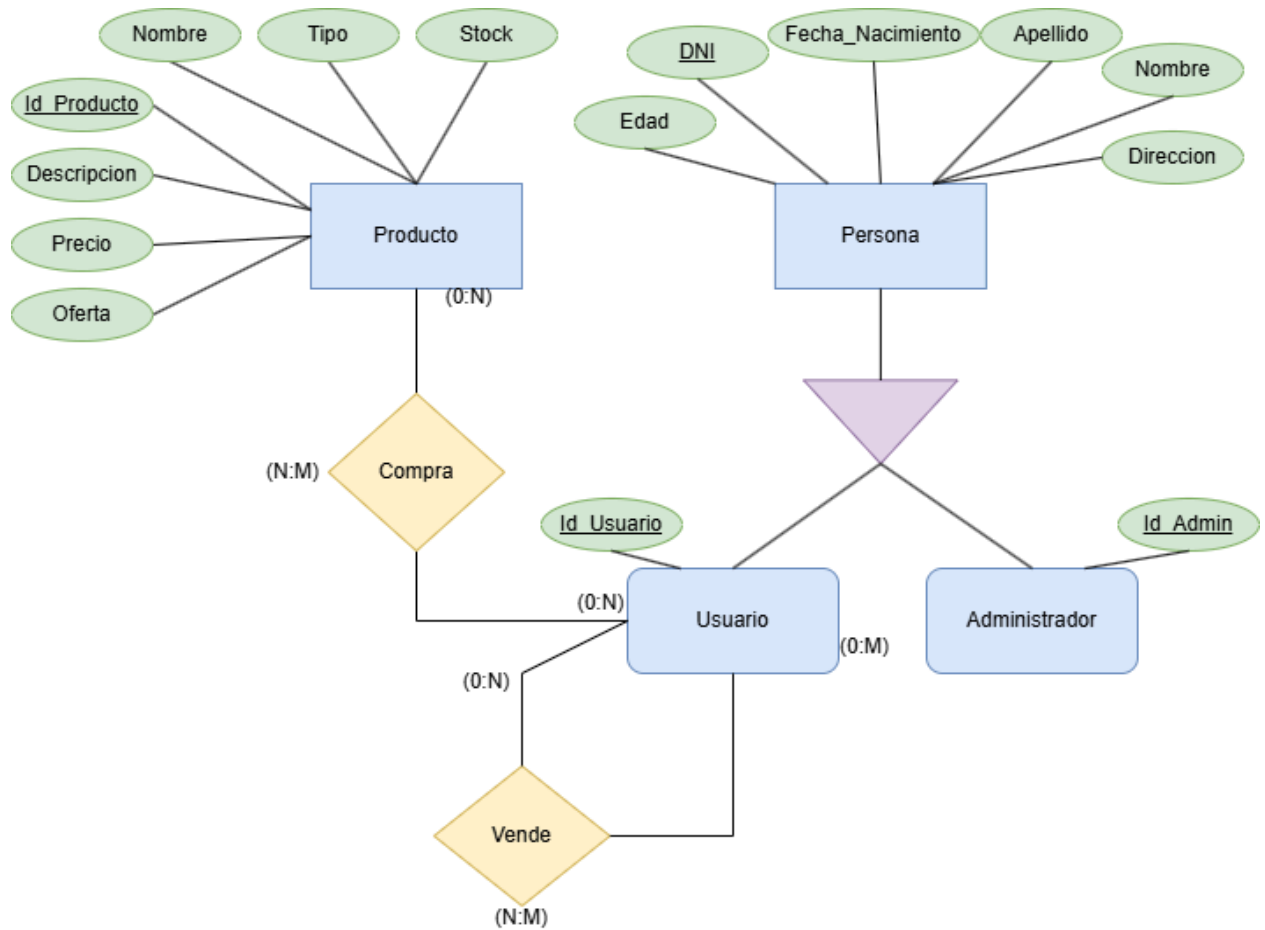 Nombre
Tipo
Stock
Fecha_Nacimiento
Apellido
DNI
Nombre
Id_Producto
Edad
Direccion
Descripcion
Producto
Persona
Precio
(0:N)
Oferta
(N:M)
Compra
Id_Usuario
Id_Admin
(0:N)
Usuario
Administrador
(0:M)
(0:N)
Vende
(N:M)